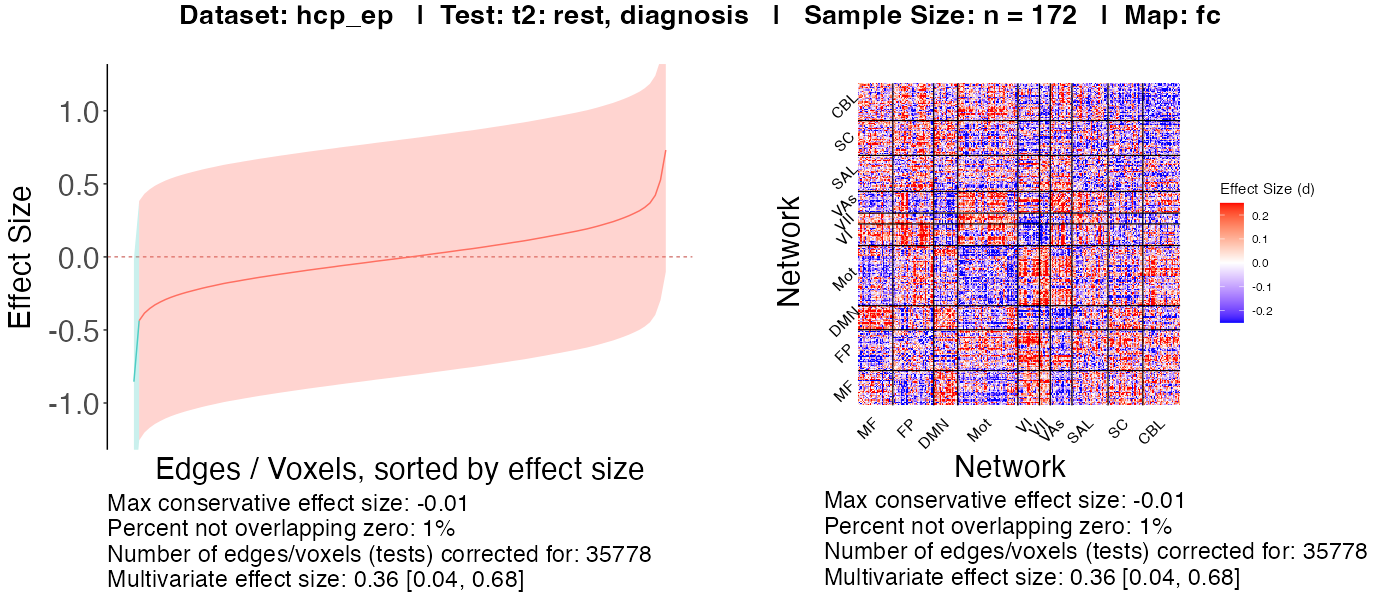 Dataset: hcp_ep | Test: t2: rest, diagnosis | Sample Size: n = 172 | Map: fc
Effect Size
1.0
0.5
0.0
-0.5
-1.0
Edges / Voxels, sorted by effect size
Max conservative effect size: -0.01
Percent not overlapping zero: 1%
Number of edges/voxels (tests) corrected for: 35778
Multivariate effect size: 0.36 [0.04, 0.68]
Network
CBL
SC
SAL
VAs
VII
VI
Mot
DMN
FP
MF
MF
FP
DMN
Mot
VI
VII
VAs
SAL
SC
CBL
Network
Effect Size (d)
0.2
0.1
0.0
-0.1
-0.2
Max conservative effect size: -0.01
Percent not overlapping zero: 1%
Number of edges/voxels (tests) corrected for: 35778
Multivariate effect size: 0.36 [0.04, 0.68]